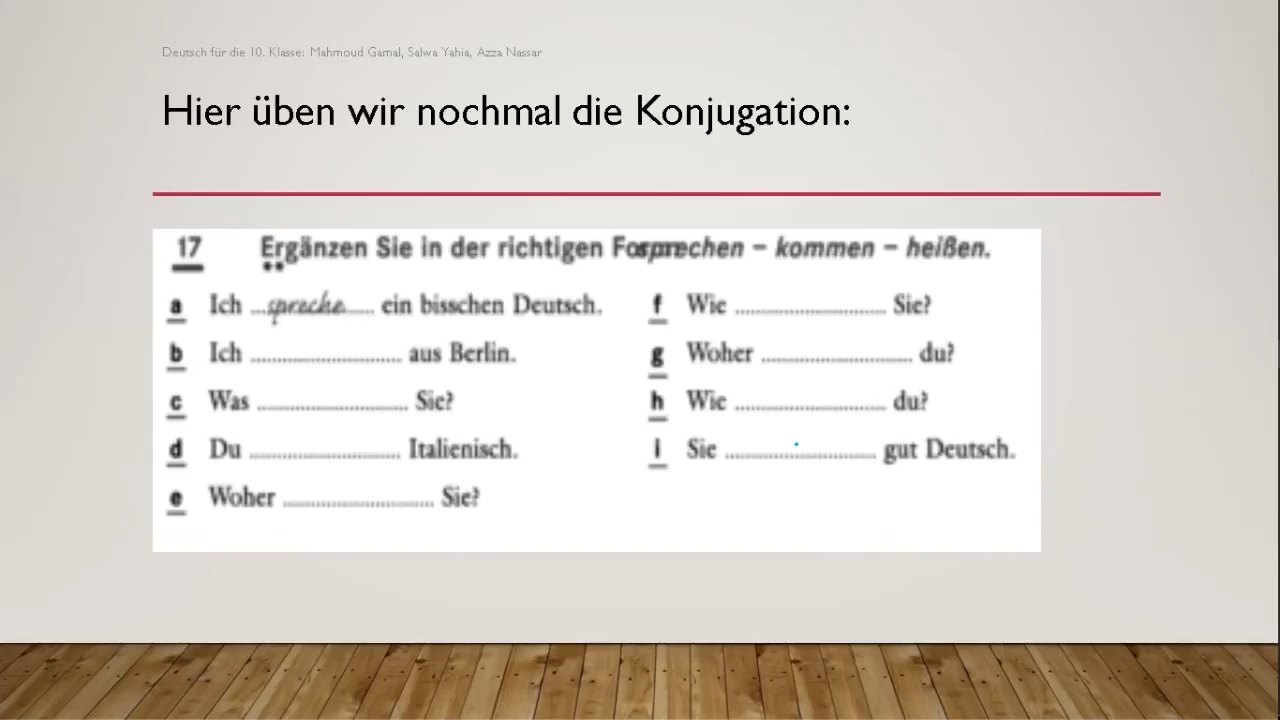 Deutsch für die 10. Klasse: Mahmoud Gamal, Salwa Yahia, Azza Nassar
Hier üben wir nochmal die Konjugation:
17 Ergänzen Sie in der richtigen Form sprechen – kommen – heißen.
a Ich ...spreche... ein bisschen Deutsch.
b Ich .............................. aus Berlin.
c Was .............................. Sie?
d Du .............................. Italienisch.
e Woher .............................. Sie?
f Wie .............................. Sie?
g Woher .............................. du?
h Wie .............................. du?
i Sie .............................. gut Deutsch.